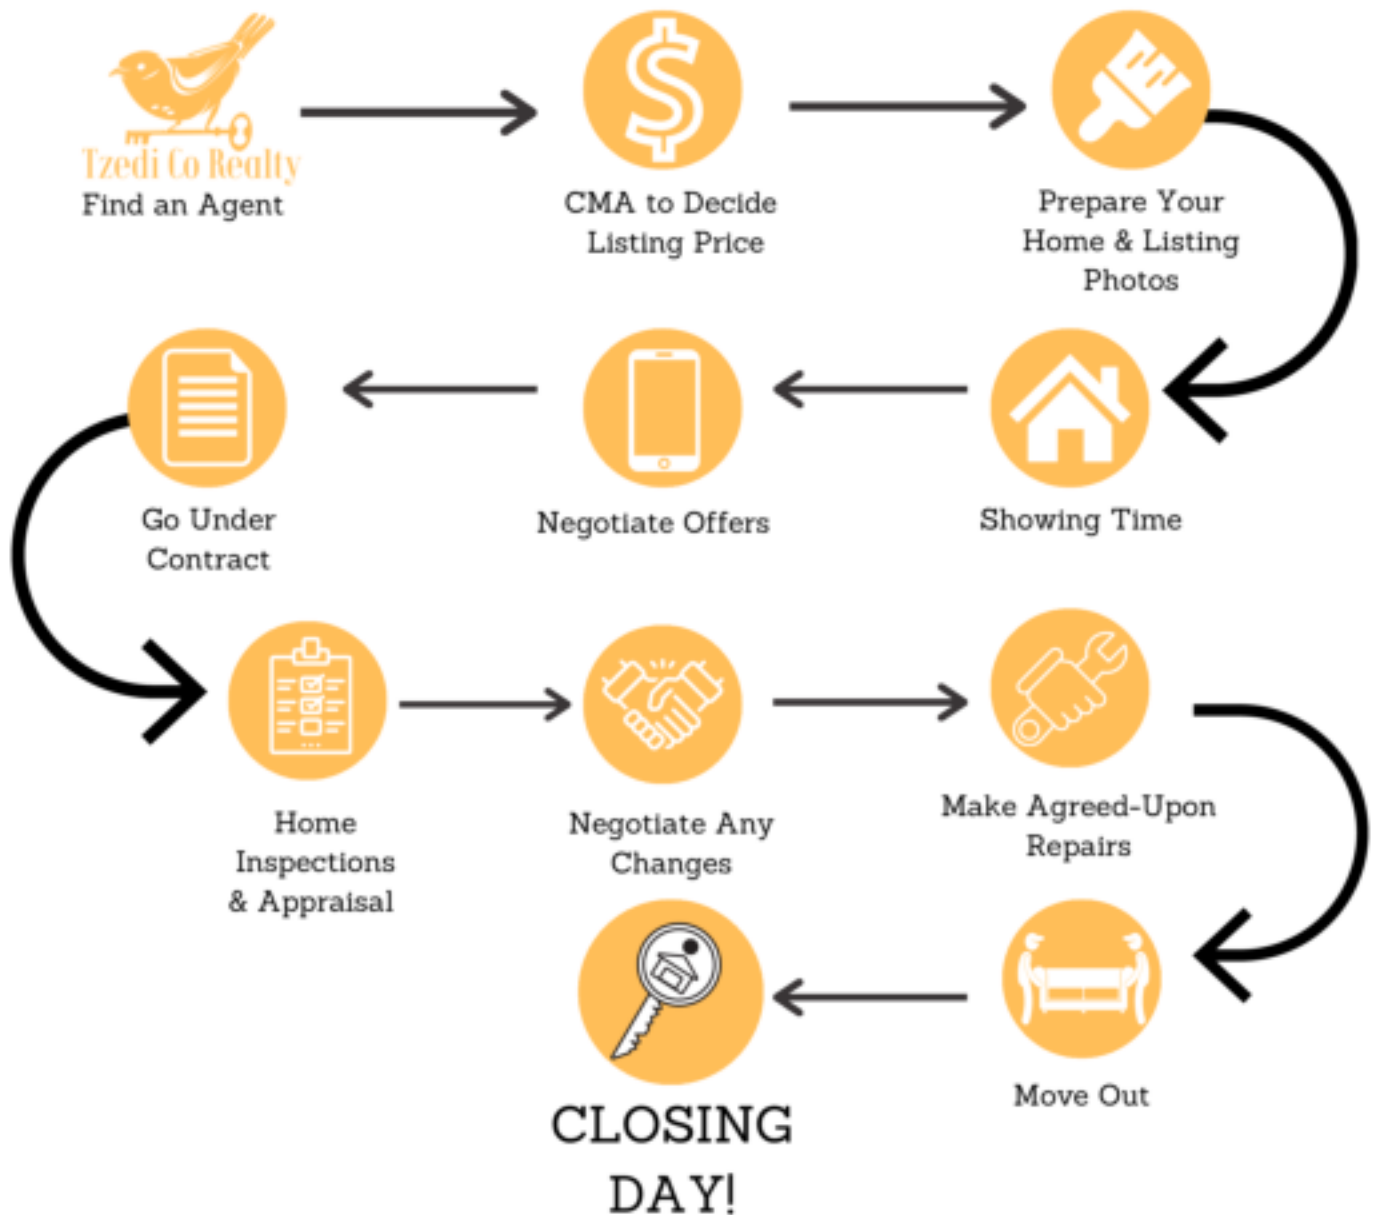 Tzedi Co Realty
Find an Agent
CMA to Decide
Listing Price
Prepare Your
Home & Listing
Photos
Showing Time
Negotiate Offers
Go Under
Contract
Home
Inspections
& Appraisal
Negotiate Any
Changes
Make Agreed-Upon
Repairs
Move Out
CLOSING
DAY!